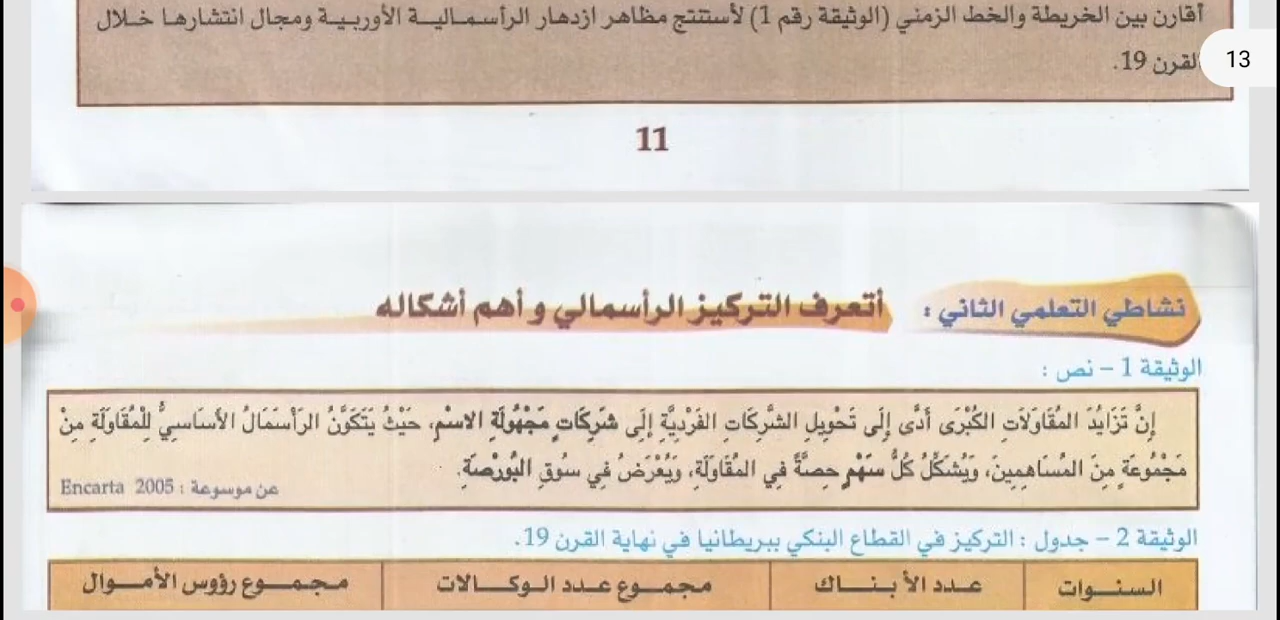 أقارن بين الخريطة والخط الزمني (الوثيقة رقم 1) لأستنتج مظاهر ازدهار الرأسمالية الأوربية ومجال انتشارها خلال
لقرن 19.
13
11
نشاطي التعلمي الثاني : أتعرف التركيز الرأسمالي و أهم أشكاله
الوثيقة 1 – نص :
إِنَّ تَزَايُدَ المُقَاوَلَاتِ الكُبْرَى أَدَّى إِلَى تَحْوِيلِ الشَّرِكَاتِ الفَرْدِيَّةِ إِلَى شَرِكَاتٍ مَجْهُولَةِ الاسْمِ، حَيْثُ يَتَكَوَّنُ الرَأْسَمَالُ الأَسَاسِيُّ لِلْمُقَاوَلَةِ مِنْ
مَجْمُوعَةٍ مِنَ المُسَاهِمِينَ، وَيُشَكِّلُ كُلُّ سَهْمٍ حِصَّةً فِي المُقَاوَلَةِ، وَيُعْرَضُ فِي سُوقِ البُورْصَةِ.
عن موسوعة : Encarta 2005
الوثيقة 2 – جدول : التركيز في القطاع البنكي ببريطانيا في نهاية القرن 19.
السنوات عدد الأبناك مجموع عدد الوكالات مجموع رؤوس الأموال